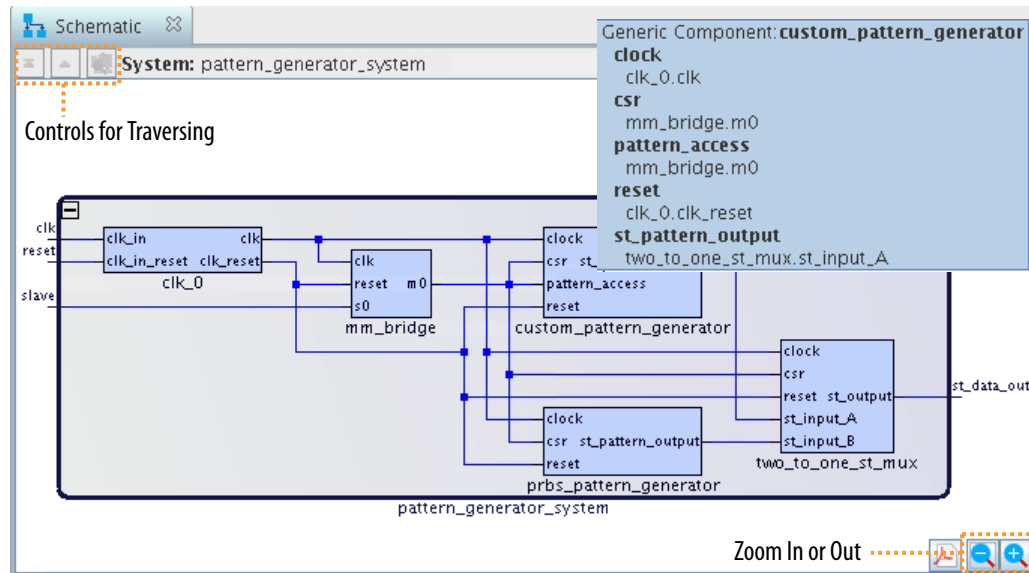 Schematic
System: pattern_generator_system
Controls for Traversing
Generic Component:custom_pattern_generator
clock
clk_0.clk
csr
mm_bridge.m0
pattern_access
mm_bridge.m0
reset
clk_0.clk_reset
st_pattern_output
two_to_one_st_mux.st_input_A
clk
reset
slave
clk_in clk
clk_in_reset clk_reset
clk_0
clk
reset m0
s0
mm_bridge
clock
csr st_
pattern_access
reset
custom_pattern_generator
clock
csr
reset st_output
st_input_A
st_input_B
two_to_one_st_mux
st_data_out
clock
csr st_pattern_output
reset
prbs_pattern_generator
pattern_generator_system
Zoom In or Out